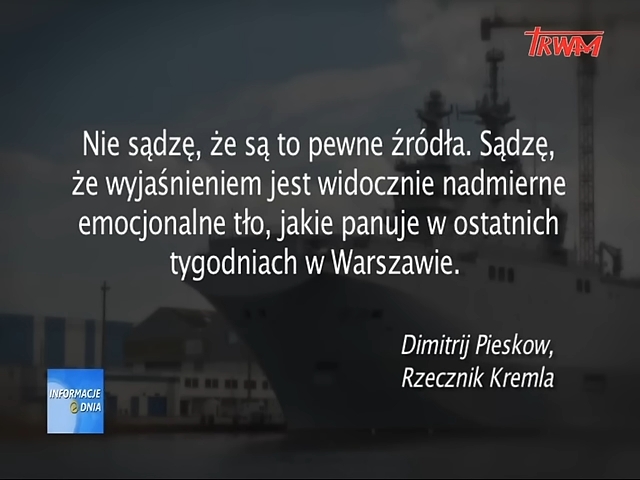 TRWAM
Nie sądzę, że są to pewne źródła. Sądzę,
że wyjaśnieniem jest widocznie nadmierne
emocjonalne tło, jakie panuje w ostatnich
tygodniach w Warszawie.
Dimitrij Pieskow,
Rzecznik Kremla
INFORMACJE
DNIA